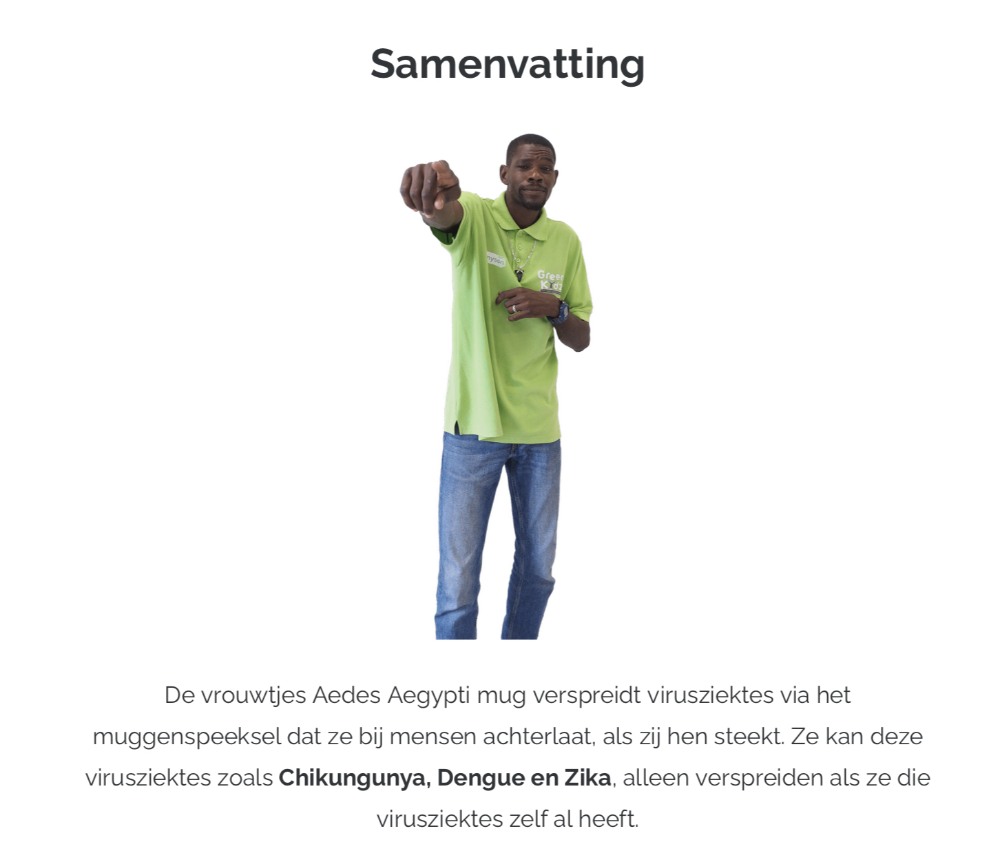 Samenvatting
Green
Kidz
De vrouwtjes Aedes Aegypti mug verspreidt virusziektes via het
muggenspeeksel dat ze bij mensen achterlaat, als zij hen steekt. Ze kan deze
virusziektes zoals Chikungunya, Dengue en Zika, alleen verspreiden als ze die
virusziektes zelf al heeft.